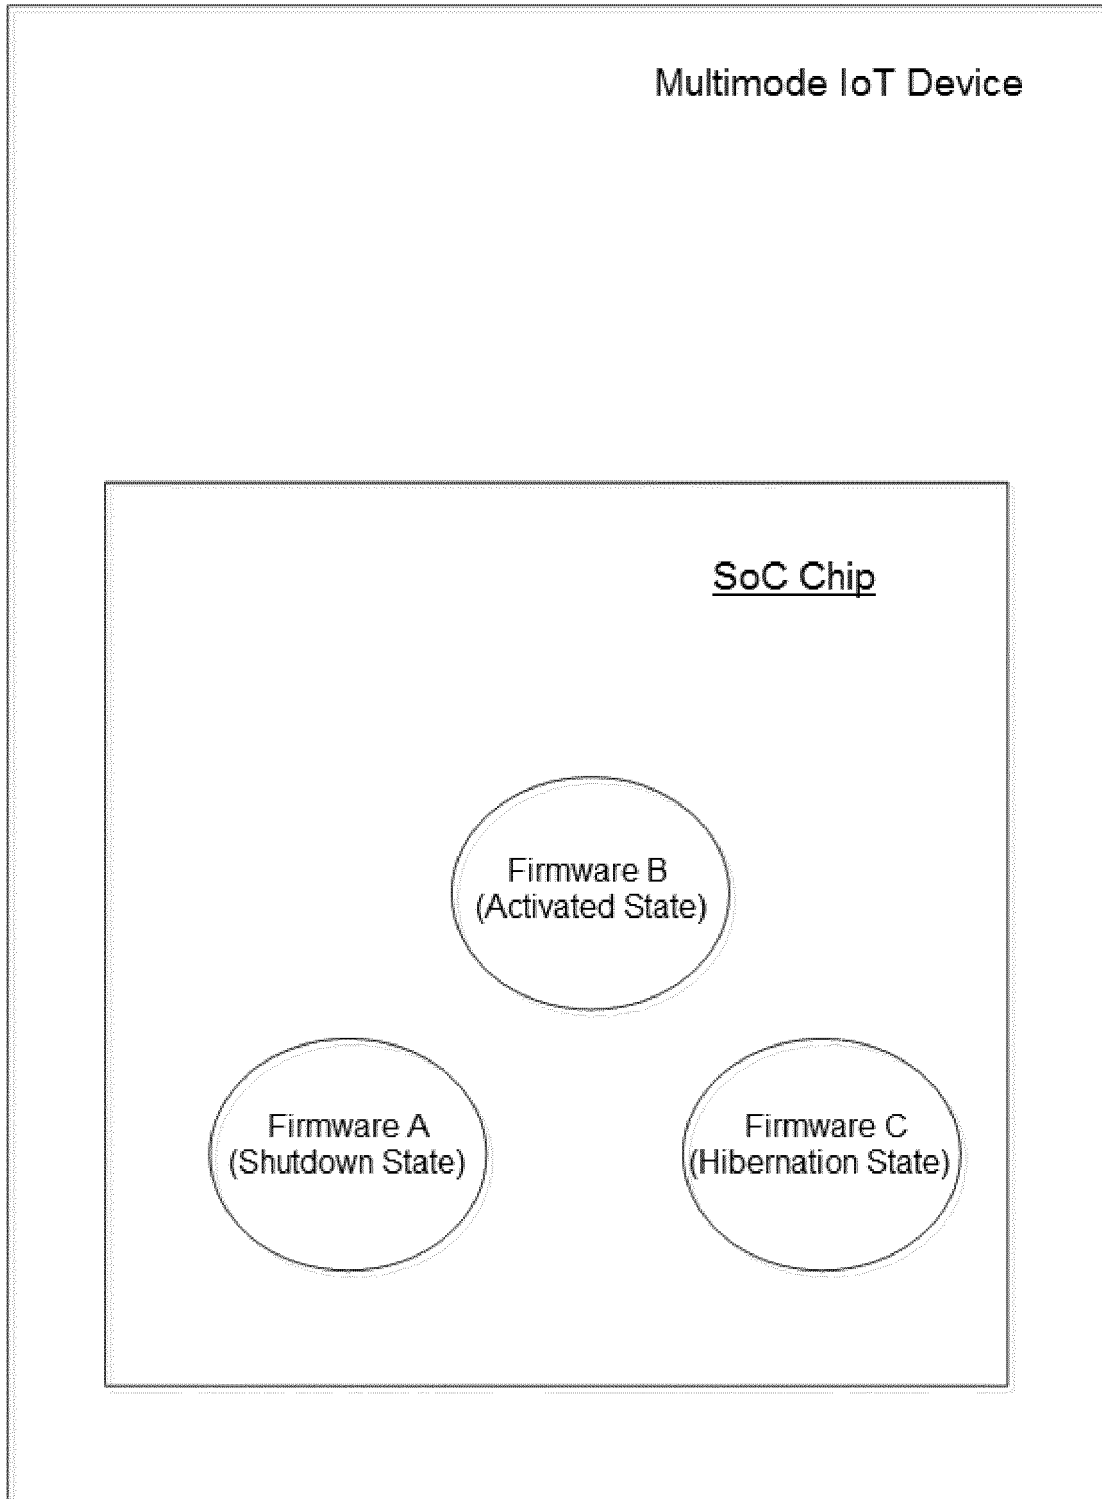 Multimode IoT Device
SoC Chip
Firmware B
(Activated State)
Firmware A
(Shutdown State)
Firmware C
(Hibernation State)